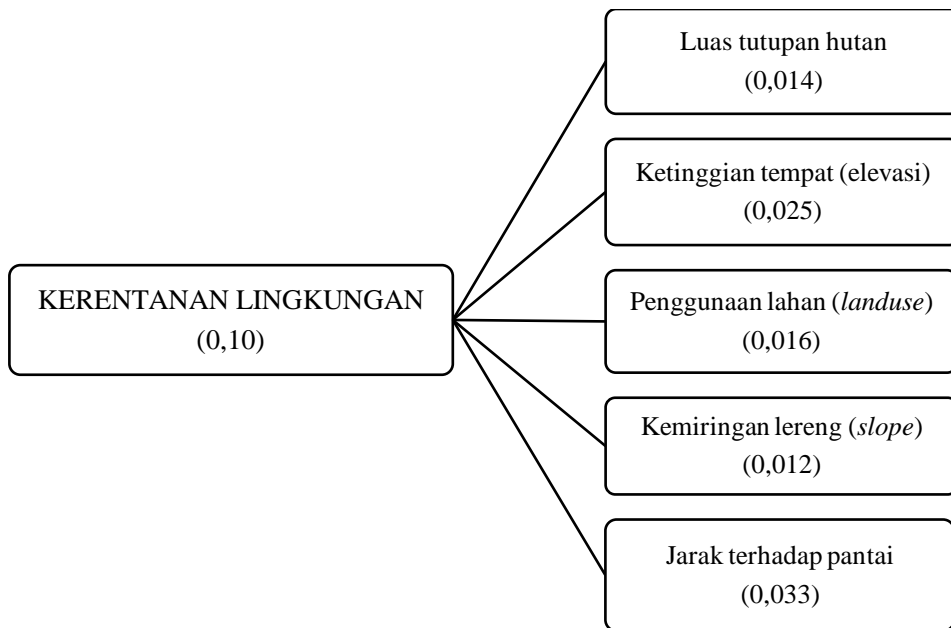 KERENTANAN LINGKUNGAN
(0,10)
Luas tutupan hutan
(0,014)
Ketinggian tempat (elevasi)
(0,025)
Penggunaan lahan (landuse)
(0,016)
Kemiringan lereng (slope)
(0,012)
Jarak terhadap pantai
(0,033)